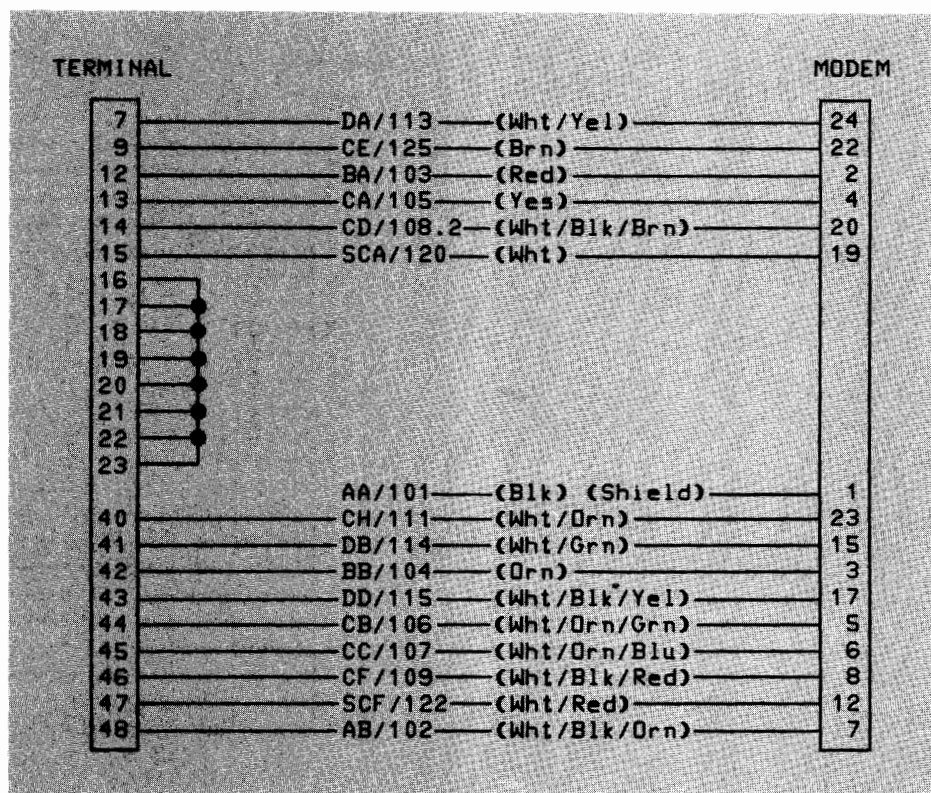 TERMINAL MODEM
7 DA/113 (Wht/Yel) 24
9 CE/125 (Brn) 22
12 BA/103 (Red) 2
13 CA/105 (Yes) 4
14 CD/108.2 (Wht/Blk/Brn) 20
15 SCA/120 (Wht) 19
16
17
18
19
20
21
22
23
AA/101 (Blk) (Shield) 1
40 CH/111 (Wht/Orn) 23
41 DB/114 (Wht/Grn) 15
42 BB/104 (Orn) 3
43 DD/115 (Wht/Blk/Yel) 17
44 CB/106 (Wht/Orn/Grn) 5
45 CC/107 (Wht/Orn/Blu) 6
46 CF/109 (Wht/Blk/Red) 8
47 SCF/122 (Wht/Red) 12
48 AB/102 (Wht/Blk/Orn) 7